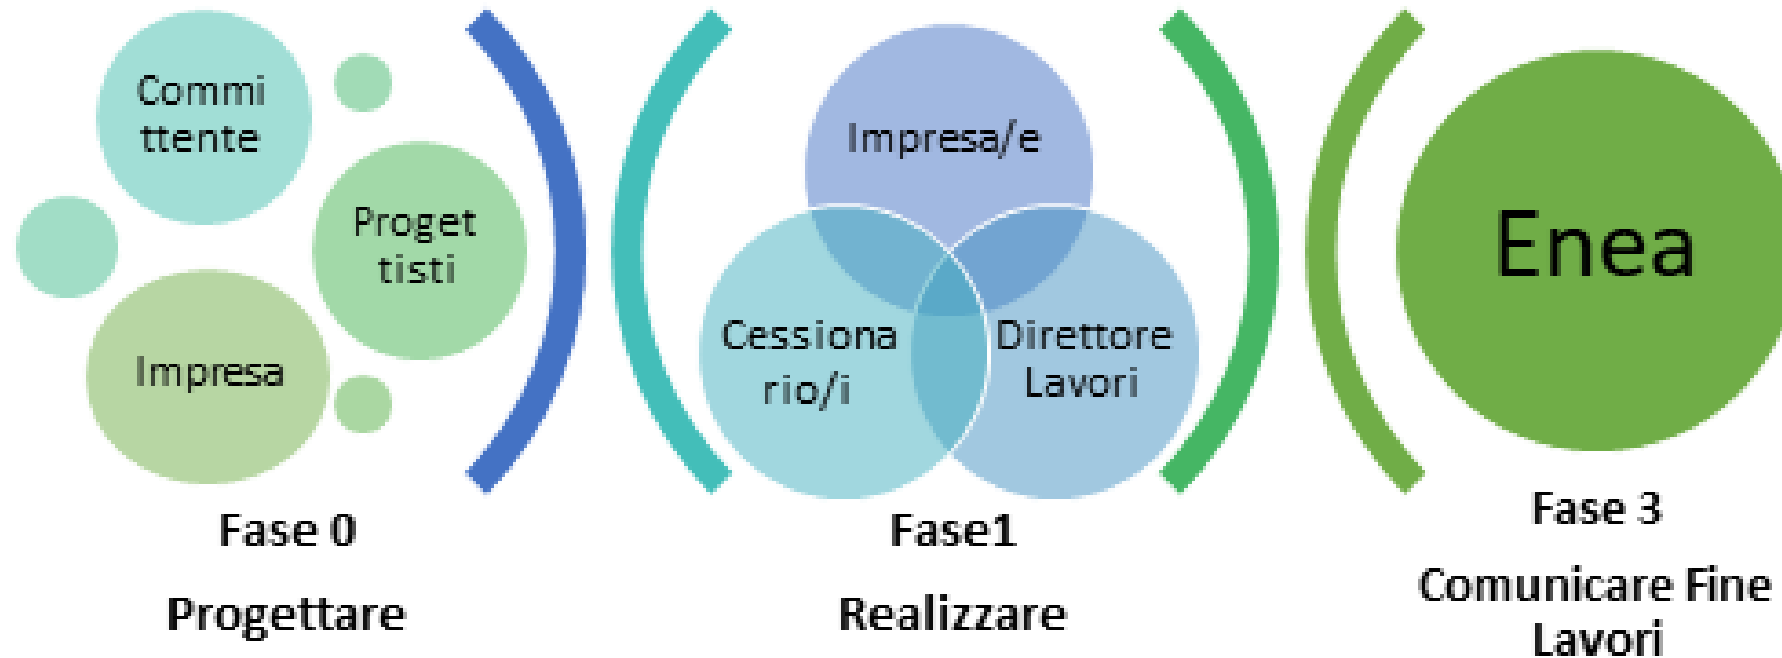 Commi
ttente
Proget
tisti
Impresa
Fase 0
Progettare
Impresa/e
Cessiona
rio/i
Direttore
Lavori
Fase1
Realizzare
Enea
Fase 3
Comunicare Fine
Lavori